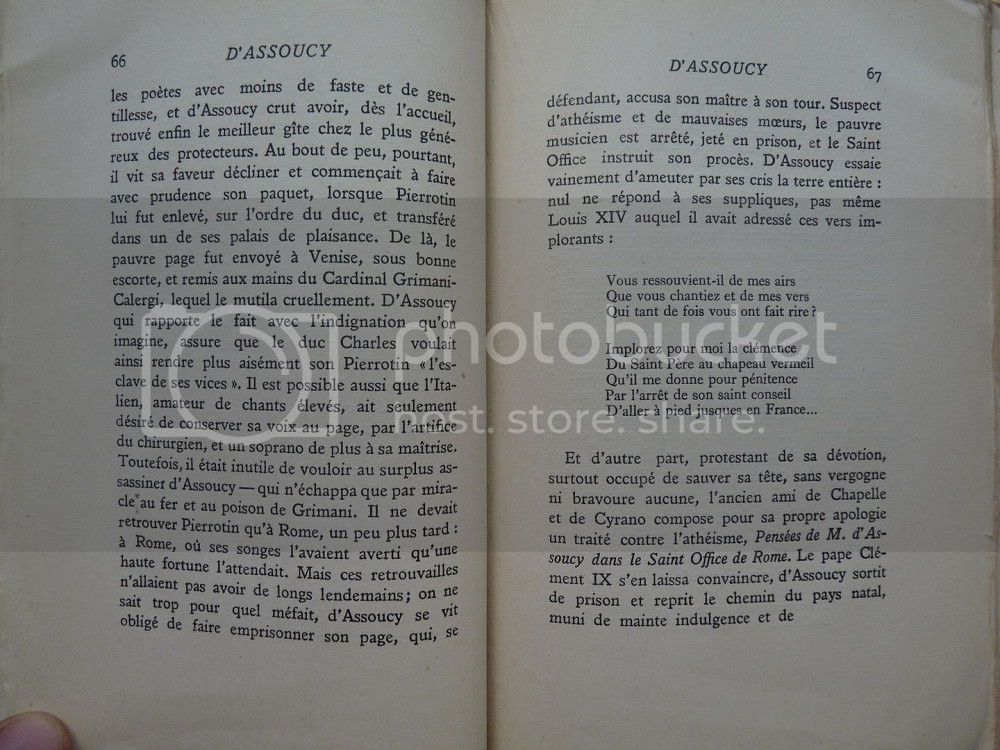 66
D'ASSOUCY
les poètes avec moins de faste et de gen-
tillesse, et d'Assoucy crut avoir, dès l'accueil,
trouvé enfin le meilleur gîte chez le plus géné-
reux des protecteurs. Au bout de peu, pourtant,
il vit sa faveur décliner et commençait à faire
avec prudence son paquet, lorsque Pierrotin
lui fut enlevé, sur l'ordre du duc, et transféré
dans un de ses palais de plaisance. De là, le
pauvre page fut envoyé à Venise, sous bonne
escorte, et remis aux mains du Cardinal Grimani-
Calergi, lequel le mutila cruellement. D'Assoucy
qui rapporte le fait avec l'indignation qu'on
imagine, assure que le duc Charles voulait
ainsi rendre plus aisément son Pierrotin « l'es-
clave de ses vices ». Il est possible aussi que l'Ita-
lien, amateur de chants élevés, ait seulement
désiré de conserver sa voix au page, par l'artifice
du chirurgien, et un soprano de plus à sa maîtrise.
Toutefois, il était inutile de vouloir au surplus as-
sassiner d'Assoucy — qui n'échappa que par mira-
cle au fer et au poison de Grimani. Il ne devait
retrouver Pierrotin qu'à Rome, un peu plus tard :
à Rome, où ses songes l'avaient averti qu'une
haute fortune l'attendait. Mais ces retrouvailles
n'allaient pas avoir de longs lendemains ; on ne
sait trop pour quel méfait, d'Assoucy se vit
obligé de faire emprisonner son page, qui, se
D'ASSOUCY
67
défendant, accusa son maître à son tour. Suspect
d'athéisme et de mauvaises mœurs, le pauvre
musicien est arrêté, jeté en prison, et le Saint
Office instruit son procès. D'Assoucy essaie
vainement d'ameuter par ses cris la terre entière :
nul ne répond à ses suppliques, pas même
Louis XIV auquel il avait adressé ces vers im-
plorants :
Vous ressouvient-il de mes airs
Que vous chantiez et de mes vers
Qui tant de fois vous ont fait rire ?
Implorez pour moi la clémence
Du Saint Père au chapeau vermeil
Qu'il me donne pour pénitence
Par l'arrêt de son saint conseil
D'aller à pied jusques en France...
Et d'autre part, protestant de sa dévotion,
surtout occupé de sauver sa tête, sans vergogne
ni bravoure aucune, l'ancien ami de Chapelle
et de Cyrano compose pour sa propre apologie
un traité contre l'athéisme, Pensées de M. d'As-
soucy dans le Saint Office de Rome. Le pape Clé-
ment IX s'en laissa convaincre, d'Assoucy sortit
de prison et reprit le chemin du pays natal,
muni de mainte indulgence et de
photobucket
host. store. share.